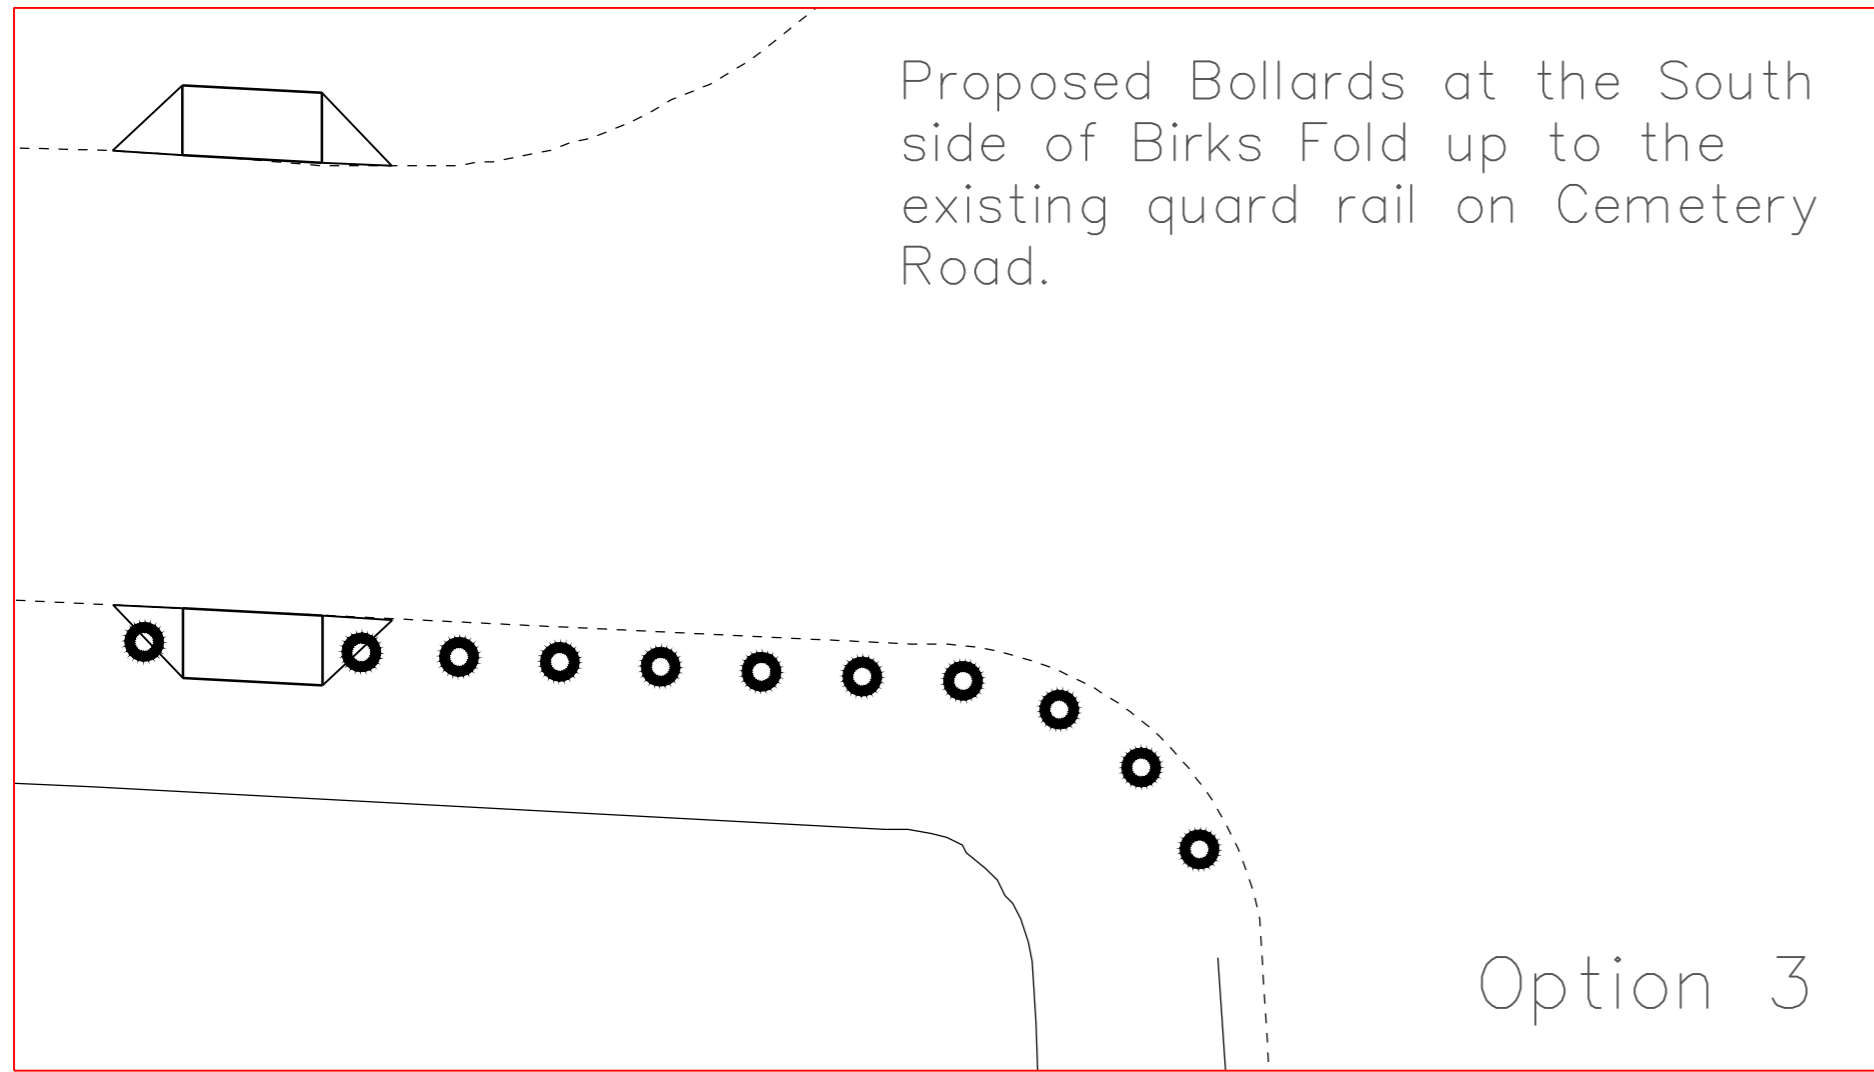 Proposed Bollards at the South
side of Birks Fold up to the
existing quard rail on Cemetery
Road.
Option 3